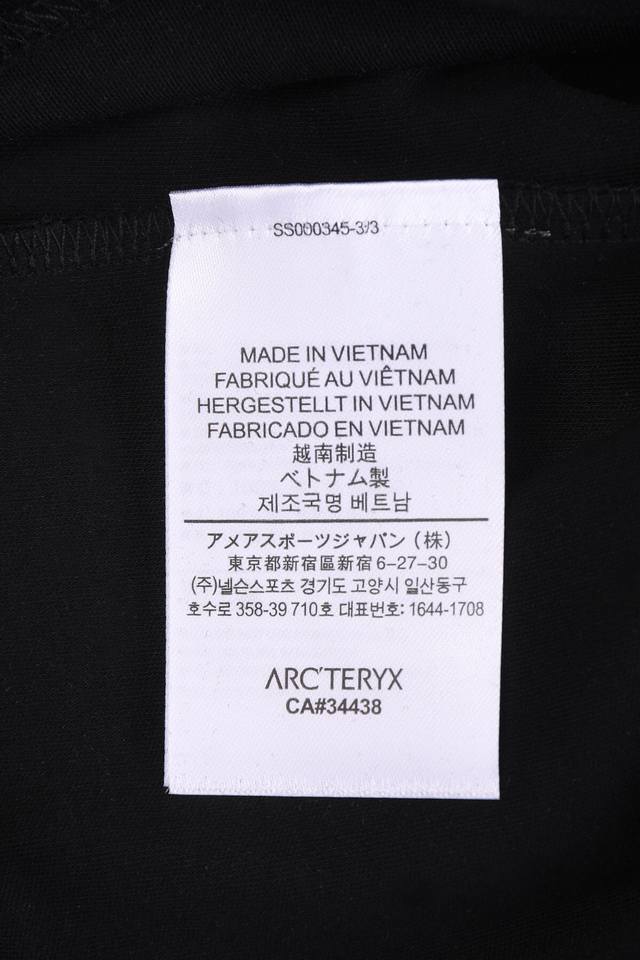 SS000345-3/3
MADE IN VIETNAM
FABRIQUÉ AU VIÊTNAM
HERGESTELLT IN VIETNAM
FABRICADO EN VIETNAM
越南制造
ベトナム製
제조국명 베트남
アメアスポーツジャパン（株）
東京都新宿區新宿 6-27-30
(주)넬슨스포츠 경기도 고양시 일산동구
호수로 358-39 710호 대표번호: 1644-1708
ARC'TERYX
CA#34438